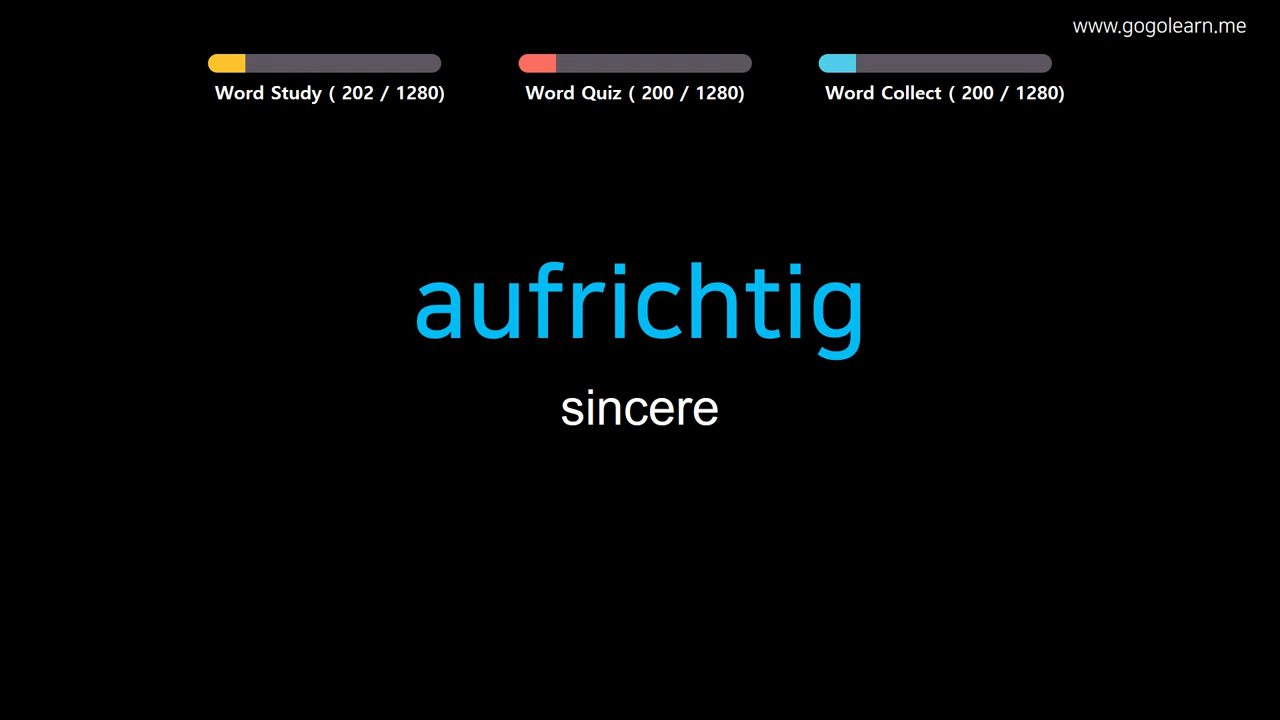 www.gogolearn.me
Word Study ( 202 / 1280)
Word Quiz ( 200 / 1280)
Word Collect ( 200 / 1280)
aufrichtig
sincere